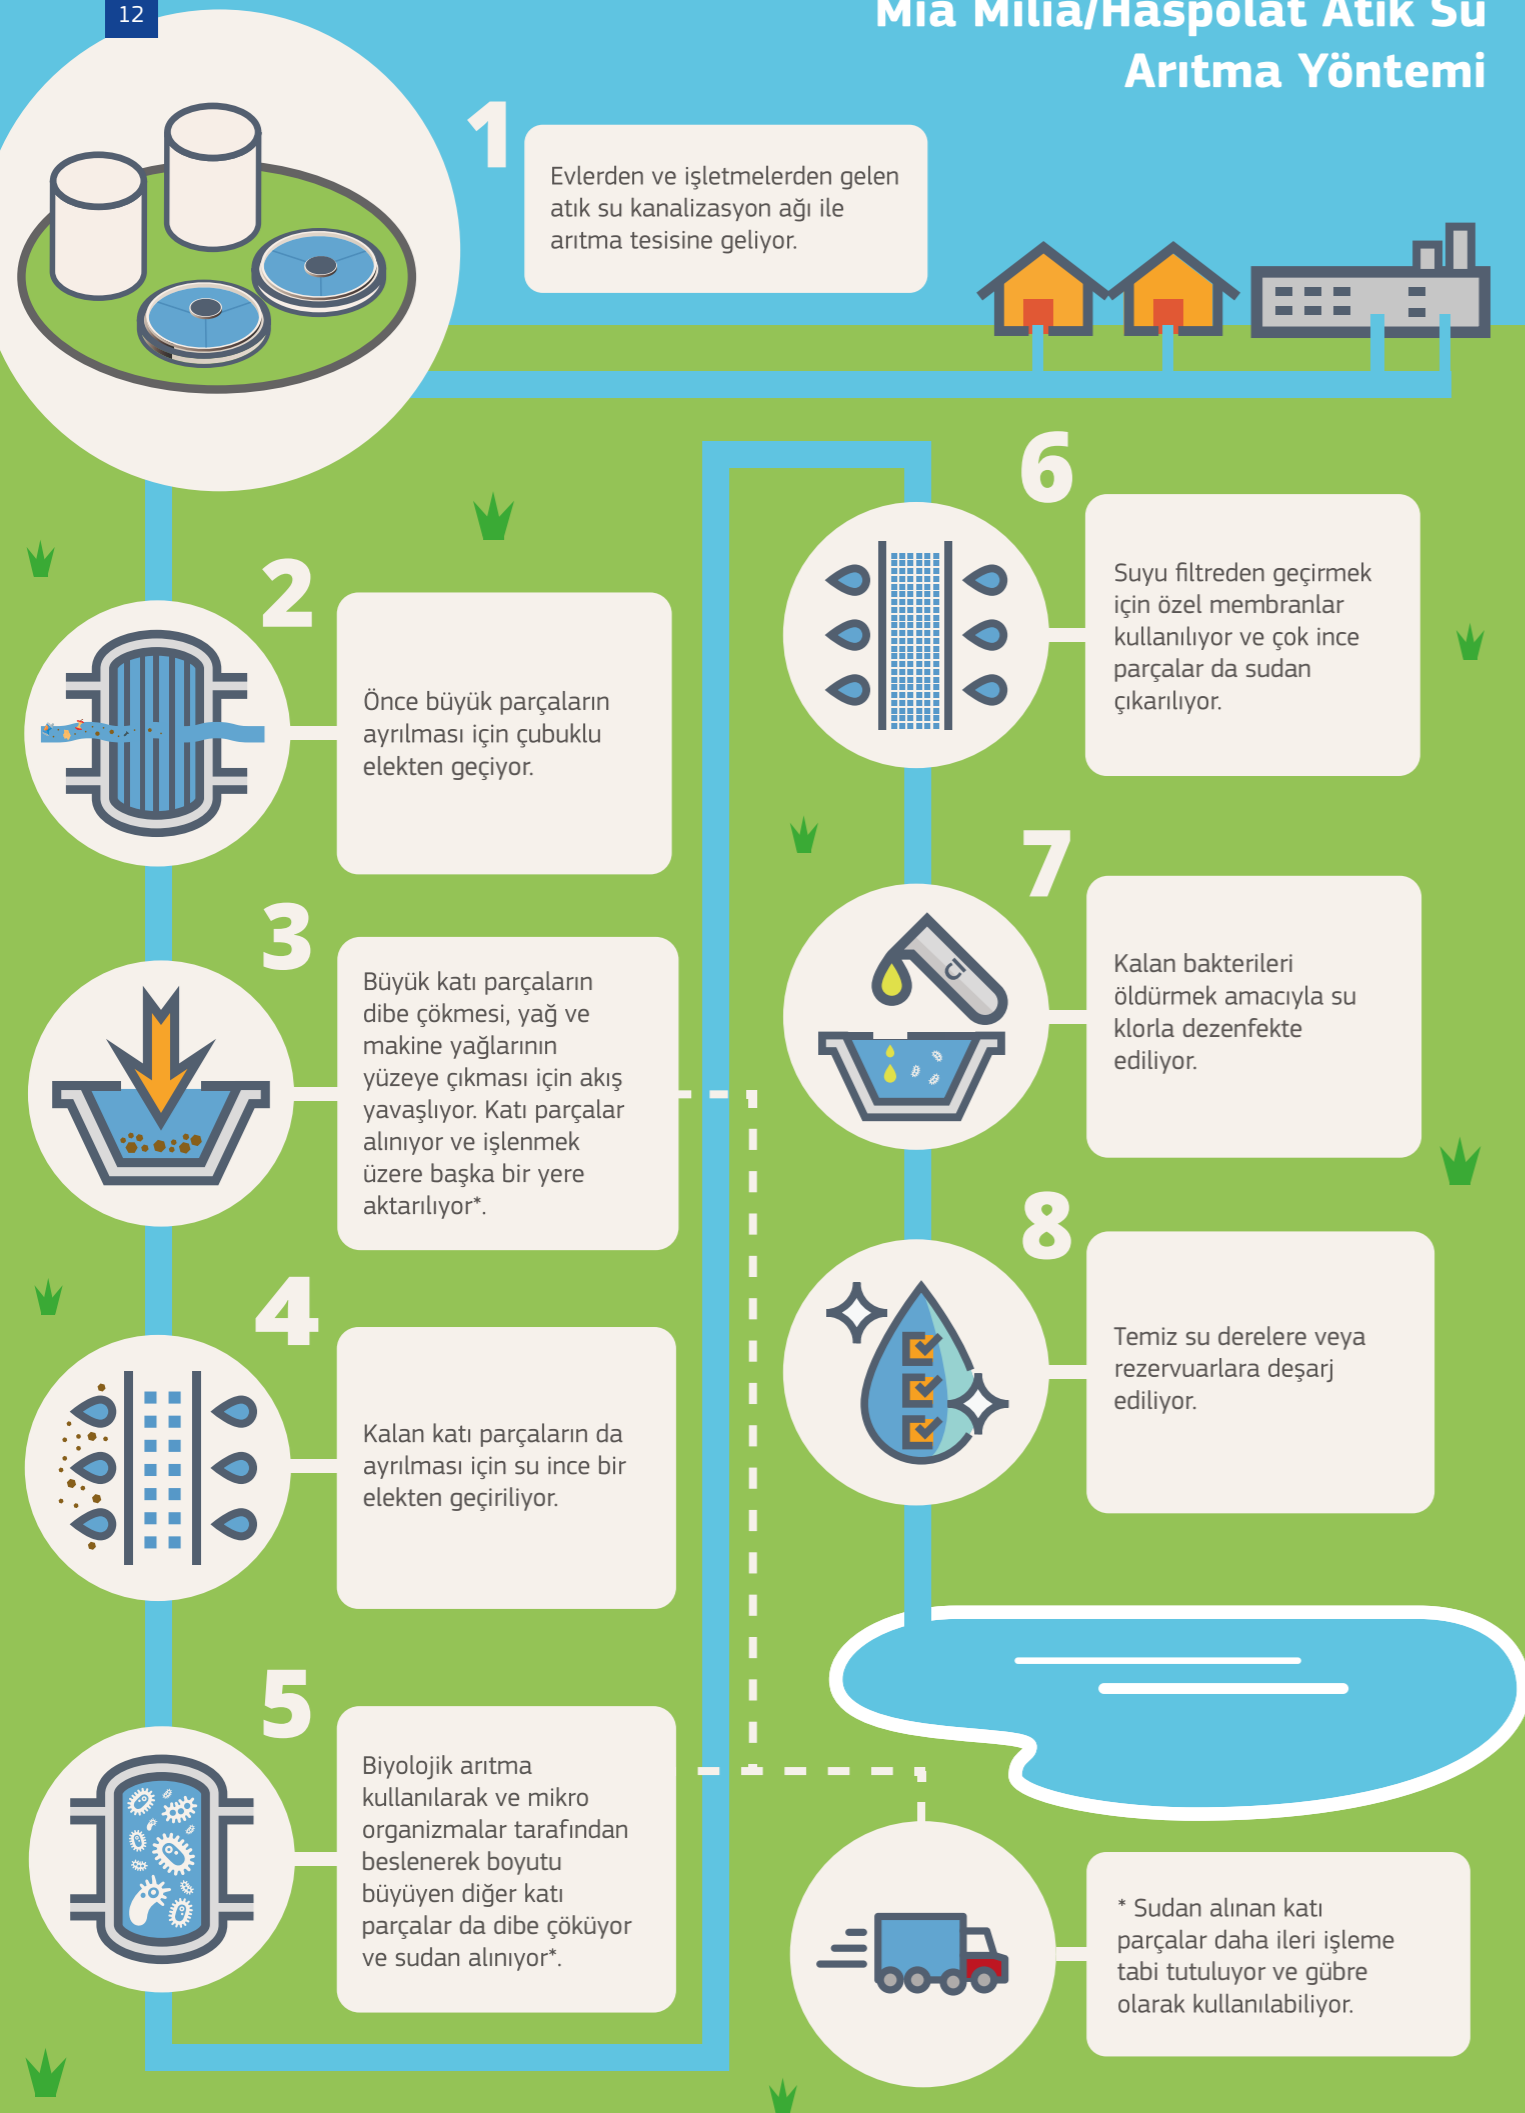 12
Mia Milia/Haspolat Atık Su
Arıtma Yöntemi
1
Evlerden ve işletmelerden gelen
atık su kanalizasyon ağı ile
arıtma tesisine geliyor.
2
Önce büyük parçaların
ayrılması için çubuklu
elekten geçiyor.
3
Büyük katı parçaların
dibe çökmesi, yağ ve
makine yağlarının
yüzeye çıkması için akış
yavaşlıyor. Katı parçalar
alınıyor ve işlenmek
üzere başka bir yere
aktarılıyor*.
4
Kalan katı parçaların da
ayrılması için su ince bir
elekten geçiriliyor.
5
Biyolojik arıtma
kullanılarak ve mikro
organizmalar tarafından
beslenerek boyutu
büyüyen diğer katı
parçalar da dibe çöküyor
ve sudan alınıyor*.
6
Suyu filtreden geçirmek
için özel membranlar
kullanılıyor ve çok ince
parçalar da sudan
çıkarılıyor.
7
Cl
Kalan bakterileri
öldürmek amacıyla su
klorla dezenfekte
ediliyor.
8
Temiz su derelere veya
rezervuarlara deşarj
ediliyor.
* Sudan alınan katı
parçalar daha ileri işleme
tabi tutuluyor ve gübre
olarak kullanılabiliyor.